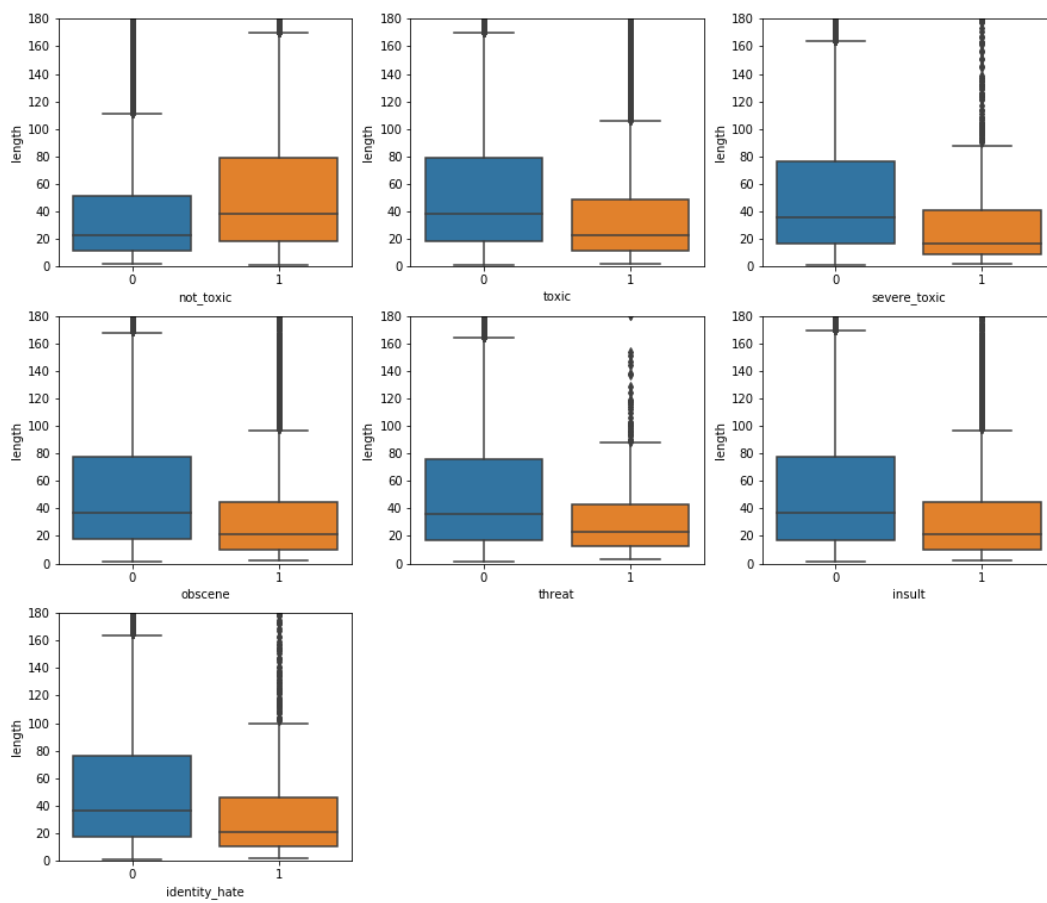 180 180 180
160 160 160
140 140 140
120 120 120
length length length
100 100 100
80 80 80
60 60 60
40 40 40
20 20 20
0 0 0
0 1 0 1 0 1
not_toxic toxic severe_toxic
180 180 180
160 160 160
140 140 140
120 120 120
length length length
100 100 100
80 80 80
60 60 60
40 40 40
20 20 20
0 0 0
0 1 0 1 0 1
obscene threat insult
180
160
140
120
length
100
80
60
40
20
0
0 1
identity_hate